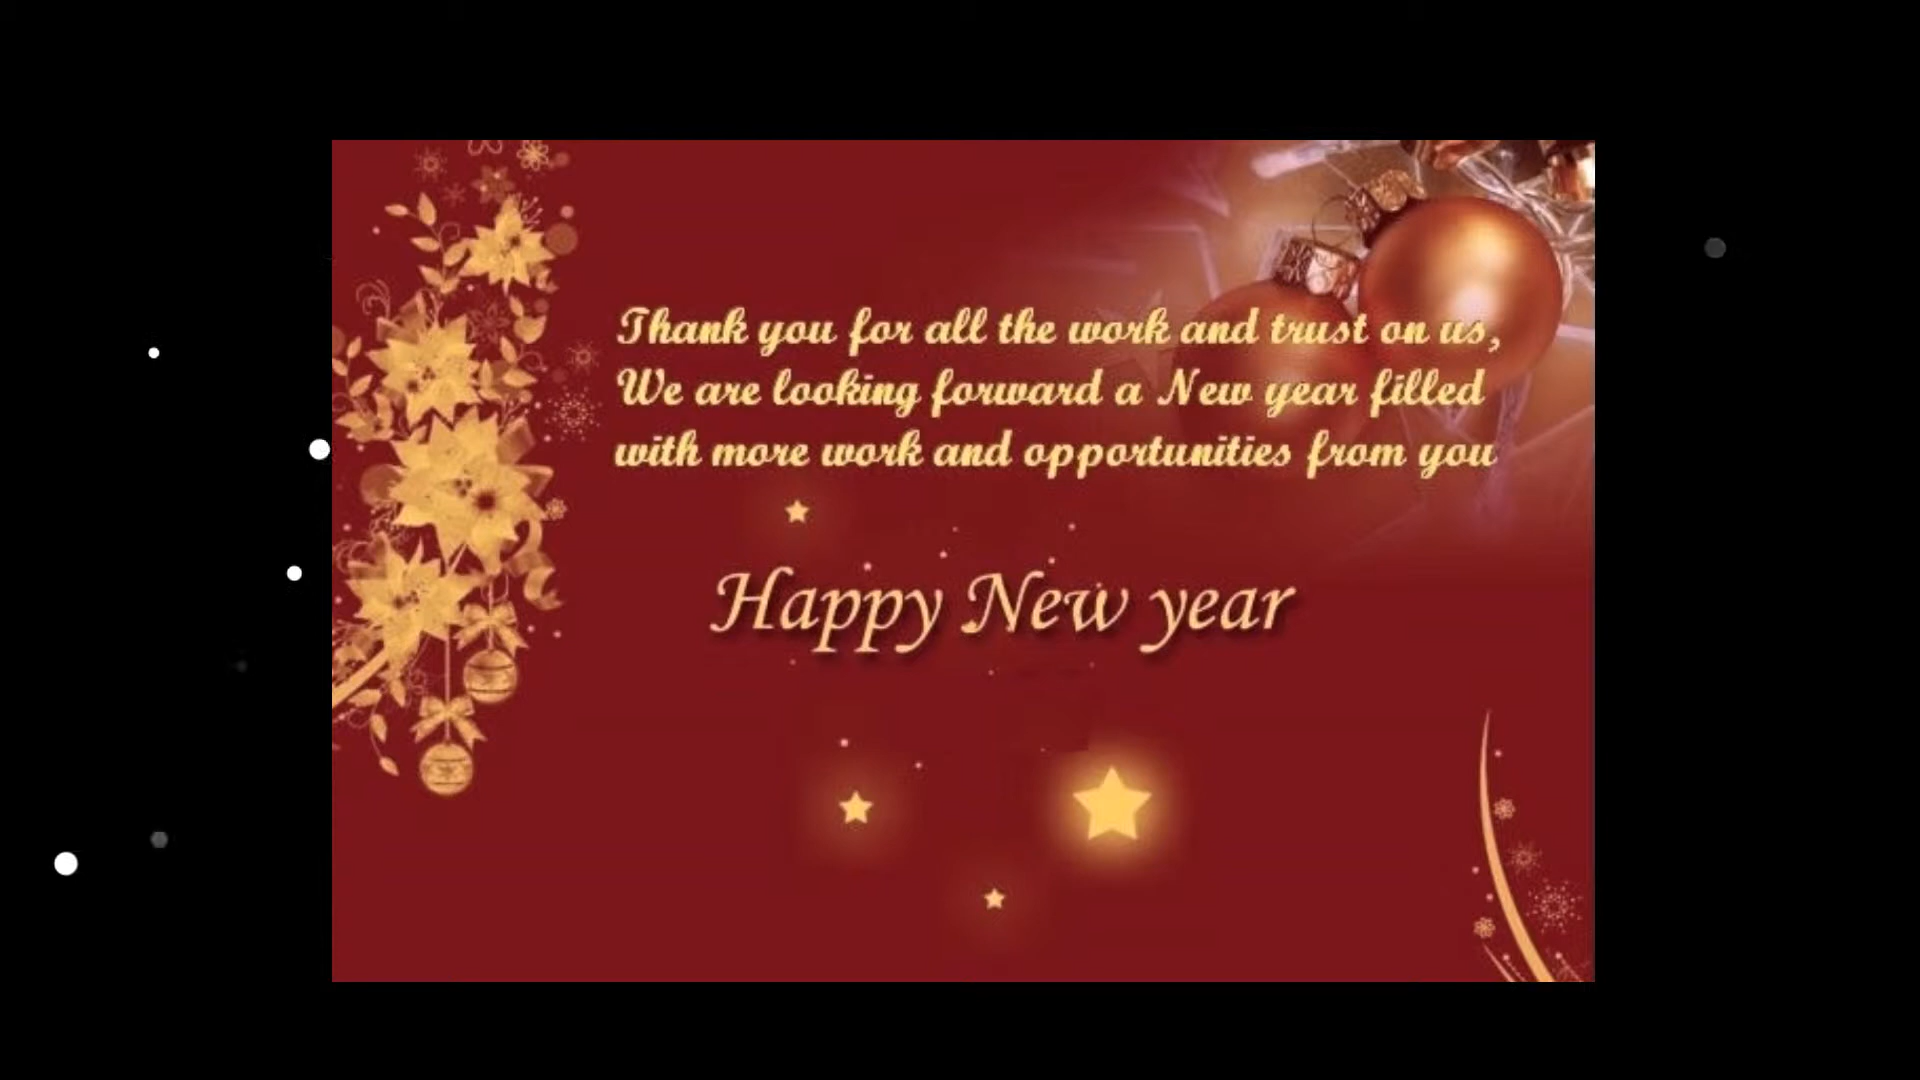 Thank you for all the work and trust on us,
We are looking forward a New year filled
with more work and opportunities from you
Happy New year